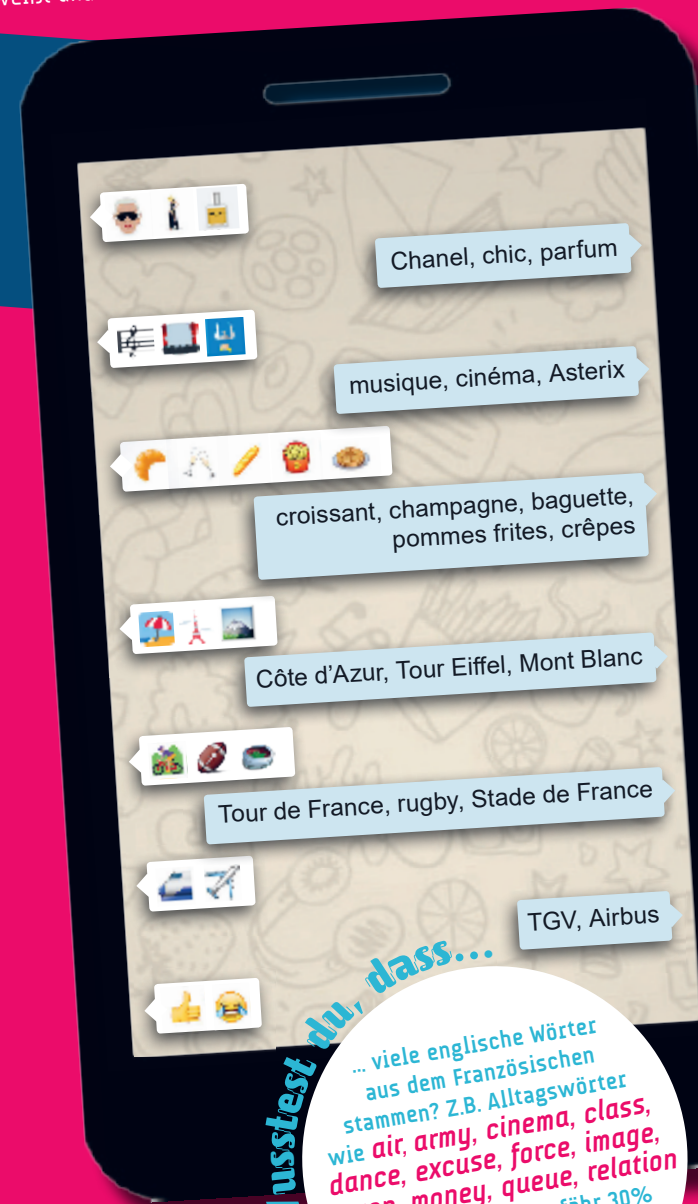 Chanel, chic, parfum
musique, cinéma, Asterix
croissant, champagne, baguette,
pommes frites, crêpes
Côte d’Azur, Tour Eiffel, Mont Blanc
Tour de France, rugby, Stade de France
TGV, Airbus
du, dass...
... viele englische Wörter
aus dem Französischen
stammen? Z.B. Alltagswörter
wie air, army, cinema, class,
dance, excuse, force, image,
money, queue, relation
30%